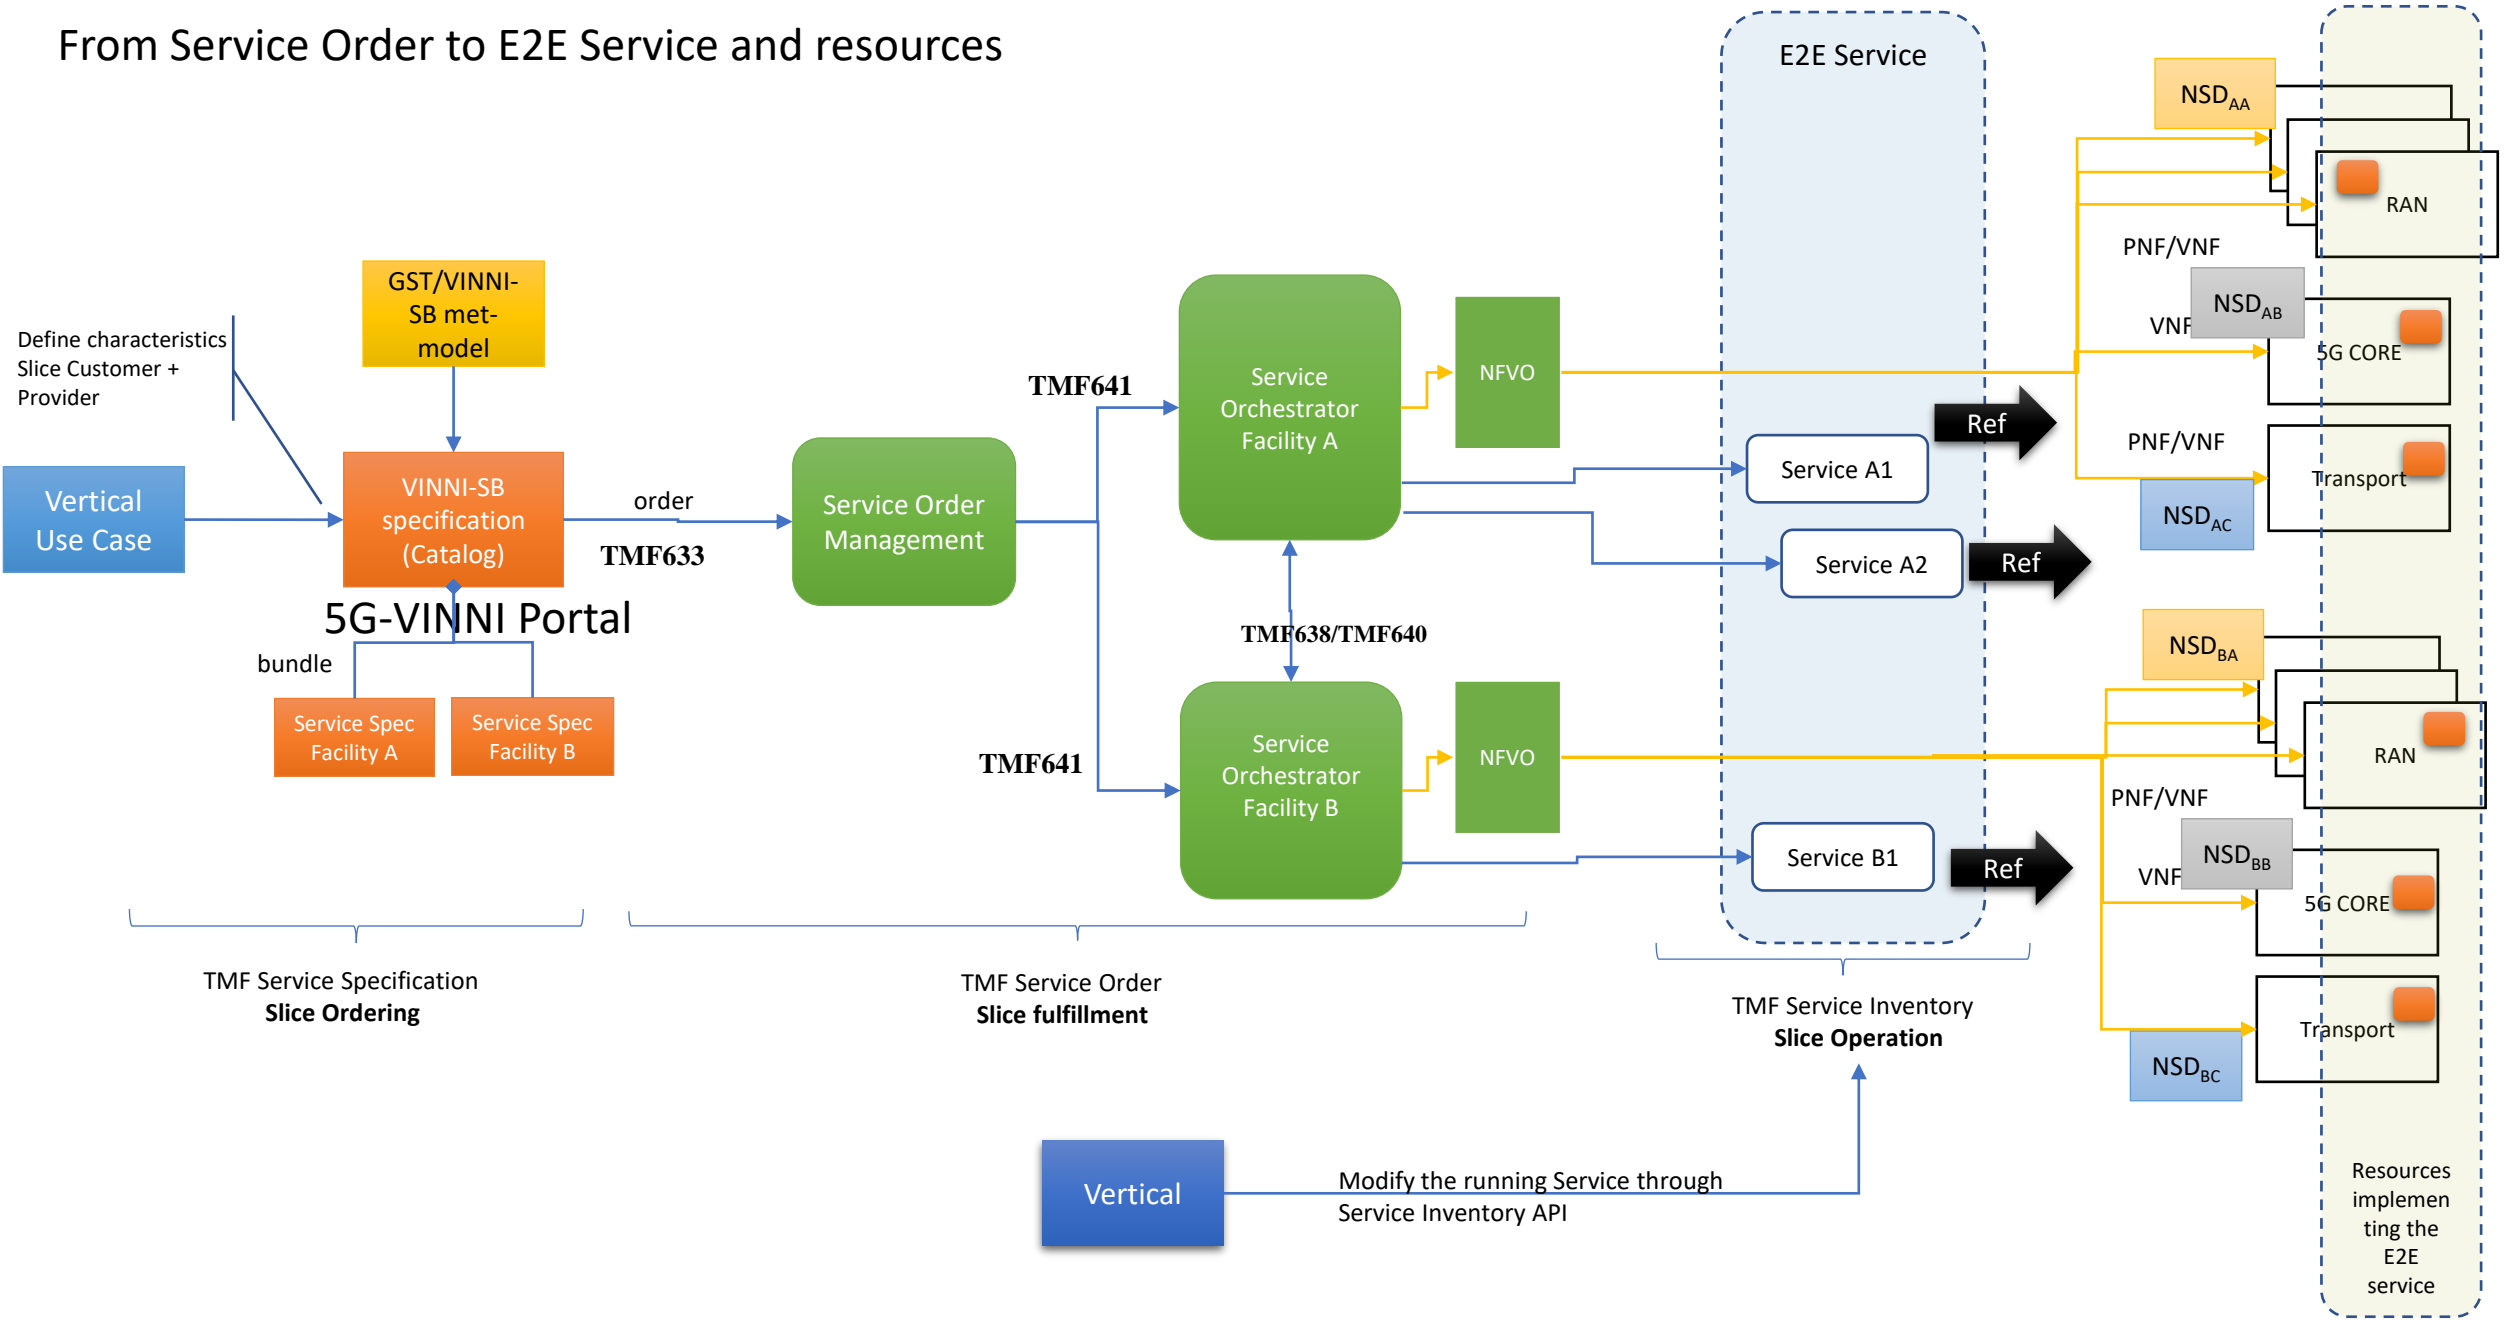 From Service Order to E2E Service and resources
Define characteristics
Slice Customer +
Provider
GST/VINNI-
SB met-
model
Vertical
Use Case
VINNI-SB
specification
(Catalog)
5G-VINNI Portal
bundle
Service Spec
Facility A
Service Spec
Facility B
order
TMF633
Service Order
Management
TMF641
TMF641
Service
Orchestrator
Facility A
NFVO
TMF638/TMF640
Service
Orchestrator
Facility B
NFVO
E2E Service
Service A1
Ref
Service A2
Ref
Service B1
Ref
NSDAA
RAN
PNF/VNF
NSDAB
VNF
5G CORE
PNF/VNF
Transport
NSDAC
NSDBA
RAN
PNF/VNF
NSDBB
VNF
5G CORE
Transport
NSDBC
TMF Service Specification
Slice Ordering
TMF Service Order
Slice fulfillment
TMF Service Inventory
Slice Operation
Vertical
Modify the running Service through
Service Inventory API
Resources
implemen
ting the
E2E
service